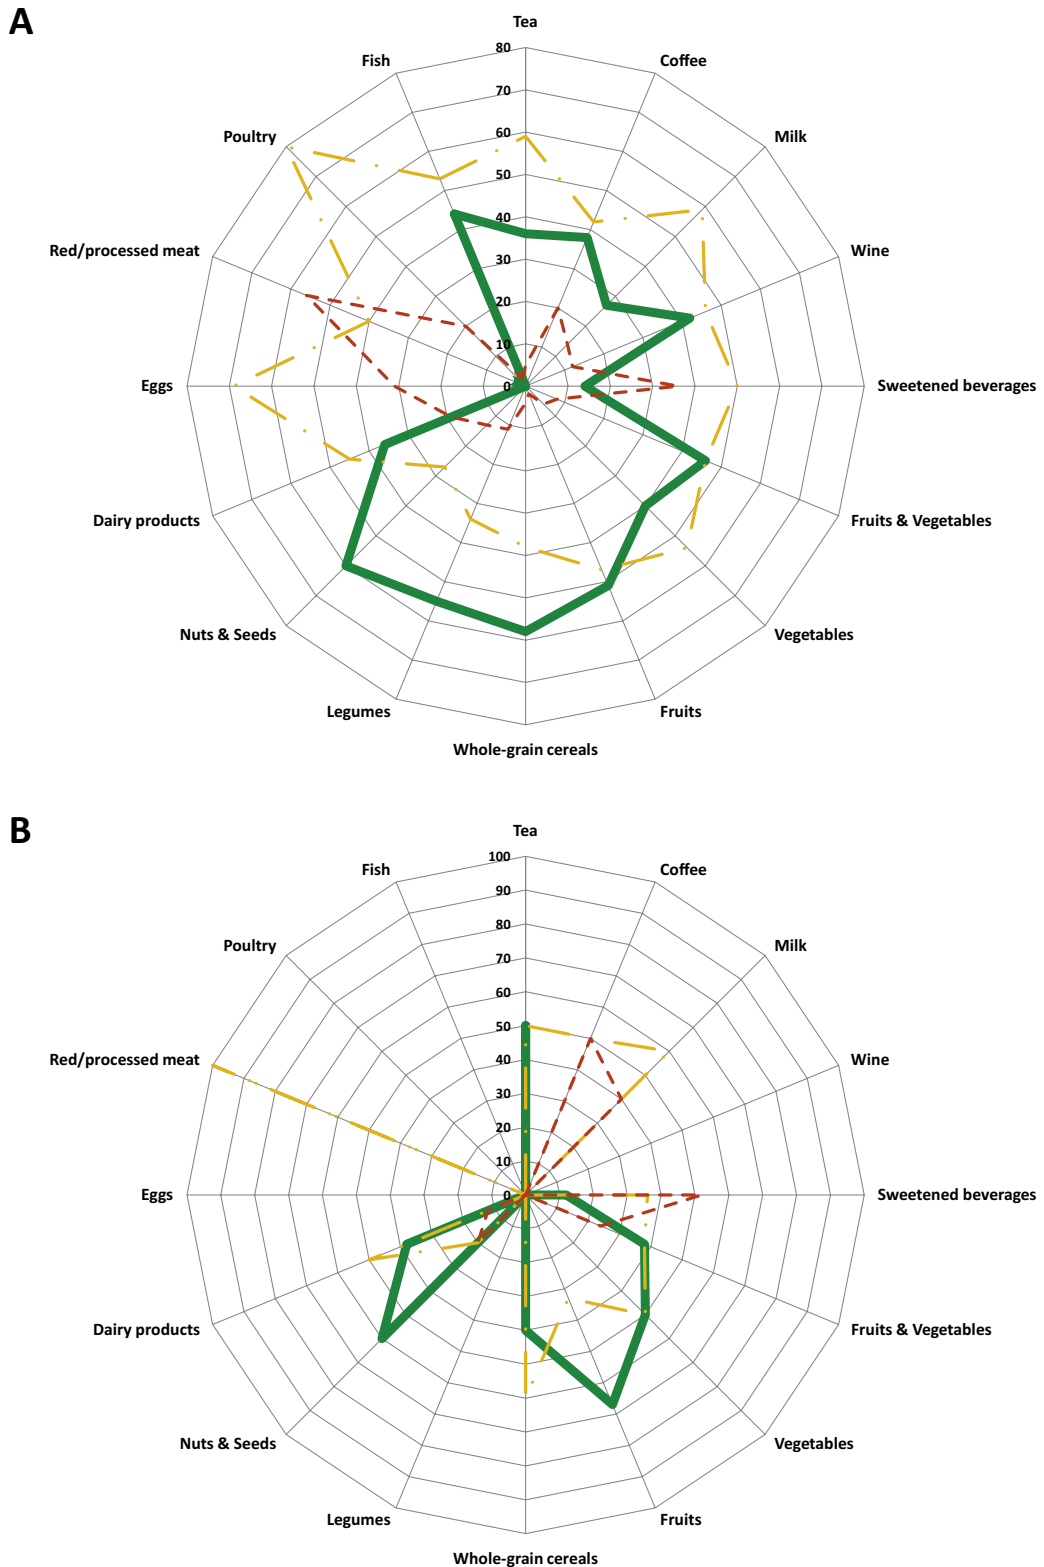 A
Tea
80
Fish
Coffee
70
Poultry
Milk
60
50
40
Red/processed meat
Wine
30
20
10
Eggs
0
Sweetened beverages
Dairy products
Fruits & Vegetables
Nuts & Seeds
Vegetables
Legumes
Fruits
Whole-grain cereals
B
Tea
100
Fish
Coffee
90
80
Poultry
Milk
70
60
50
Red/processed meat
Wine
40
30
20
10
Eggs
0
Sweetened beverages
Dairy products
Fruits & Vegetables
Nuts & Seeds
Vegetables
Legumes
Fruits
Whole-grain cereals